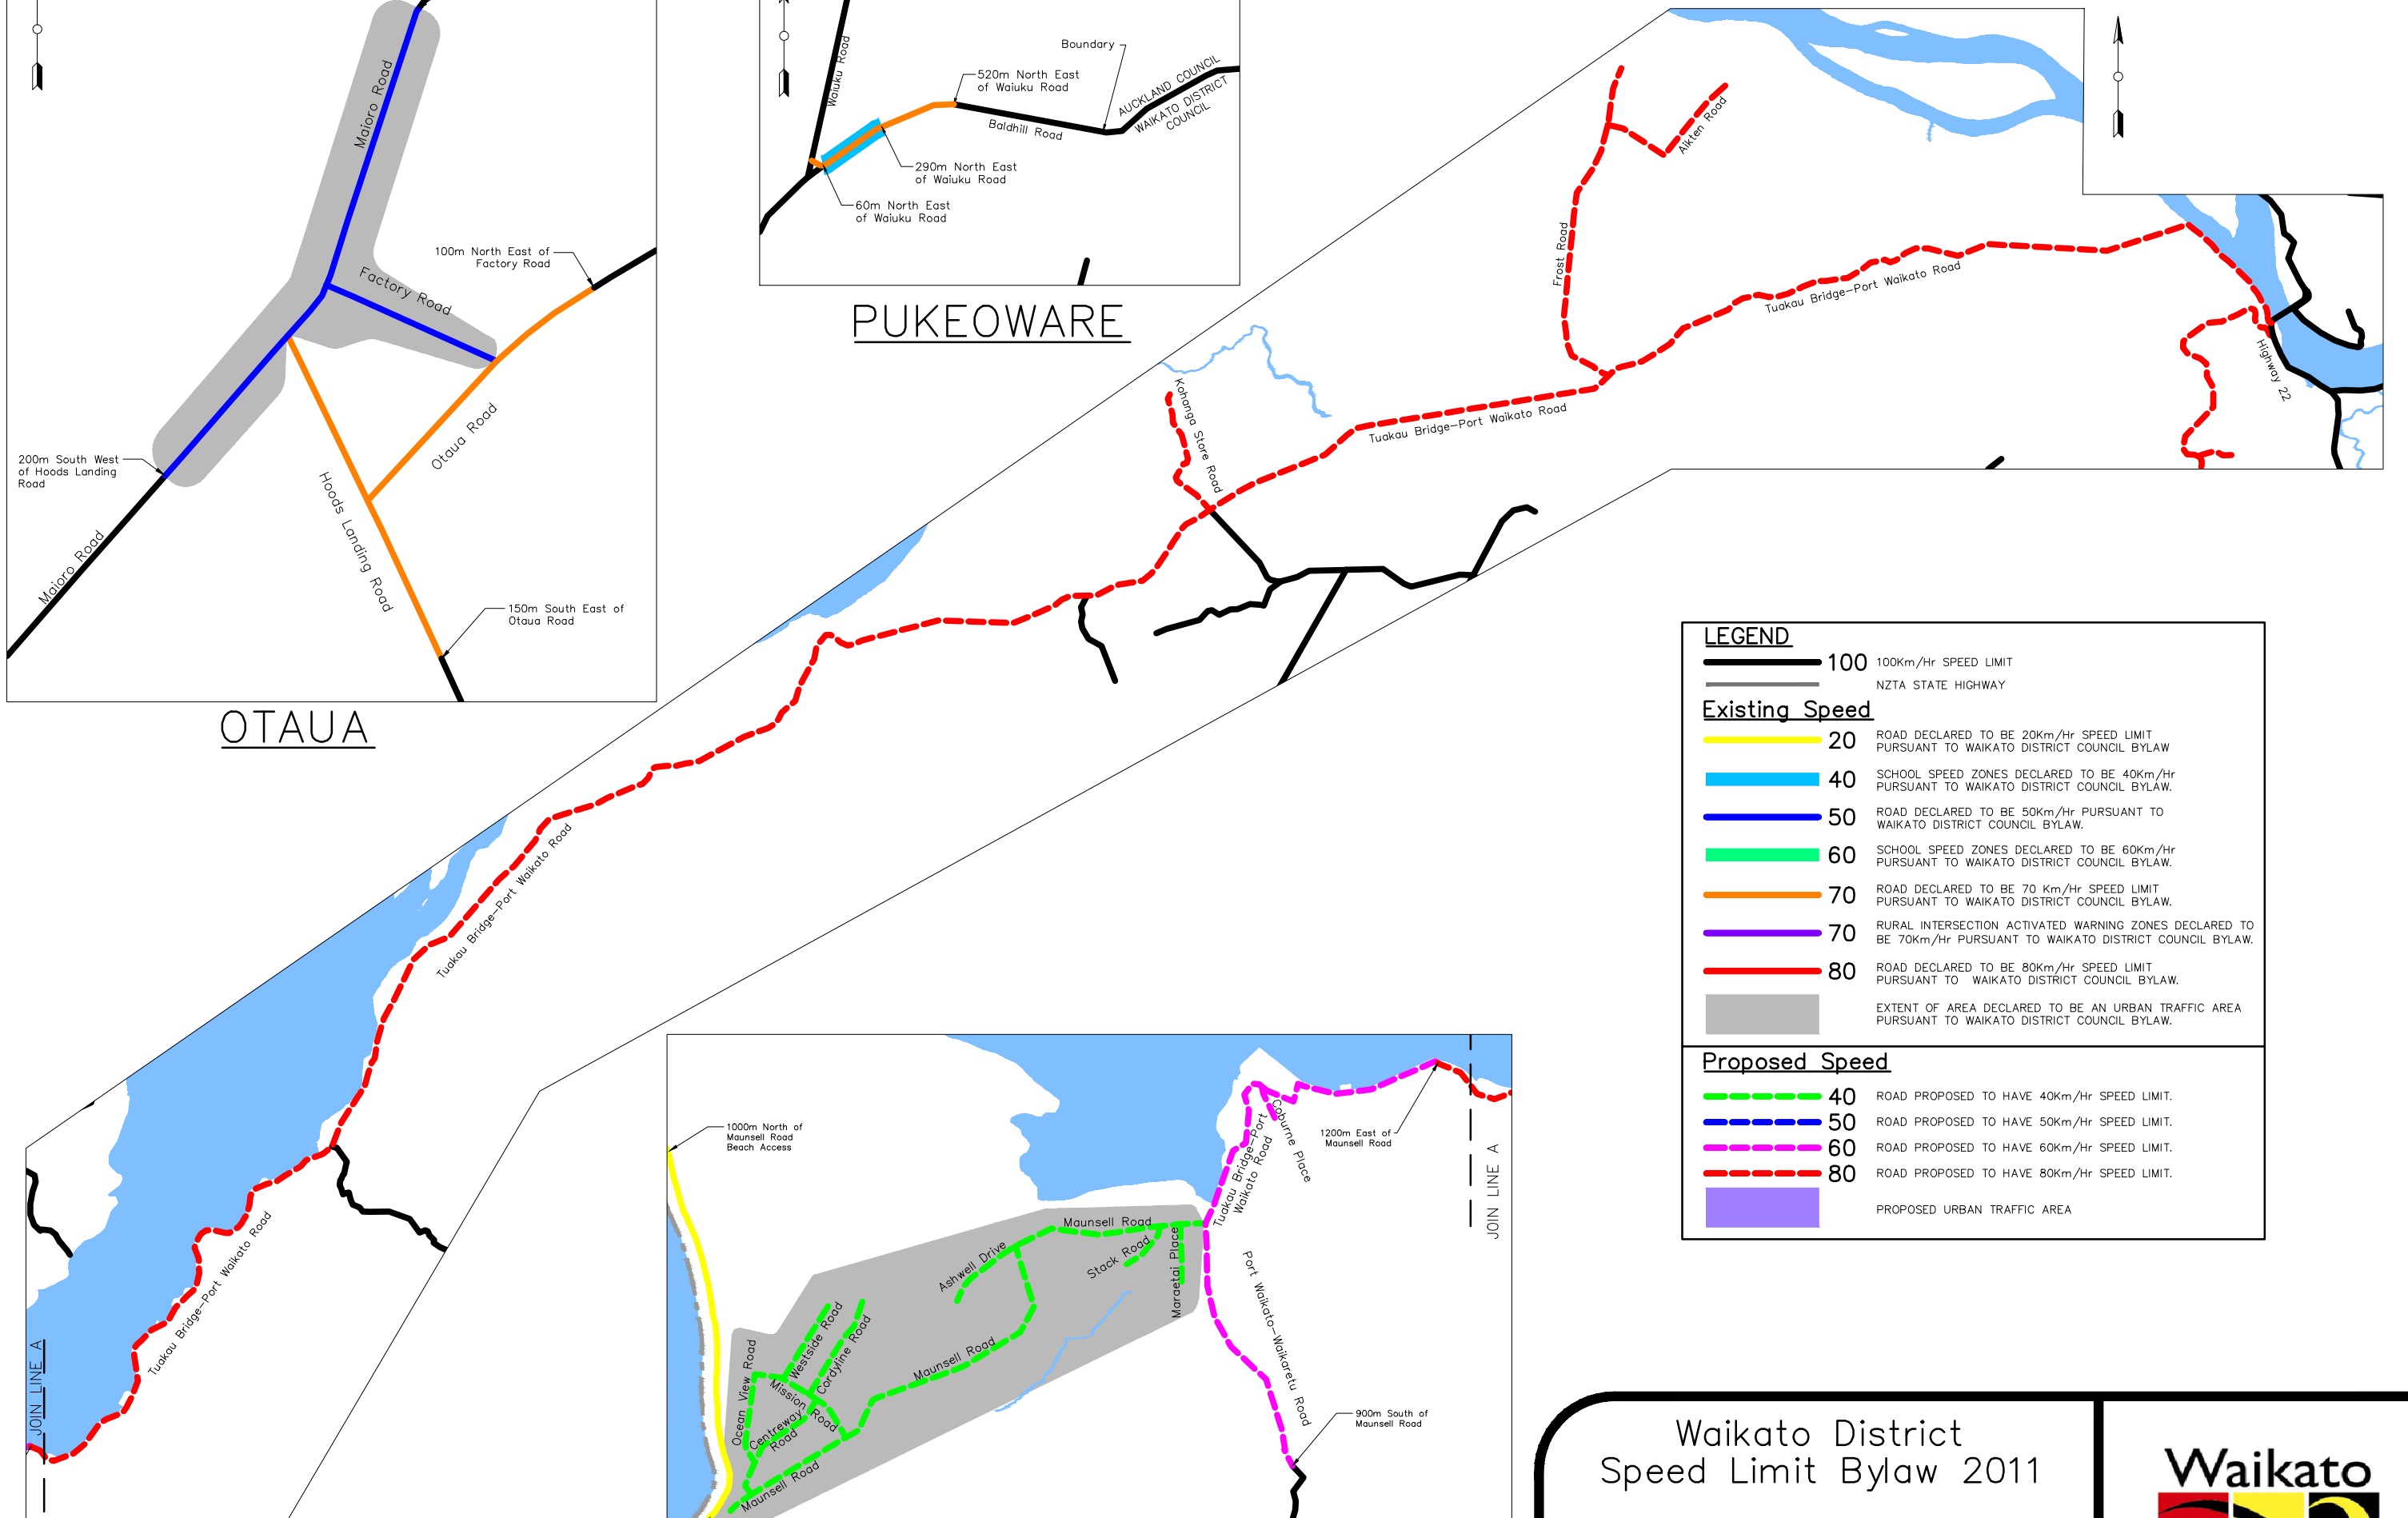 Maioro Road
Factory Road
100m North East of
Factory Road
Otaua Road
200m South West
of Hoods Landing
Road
Maioro Road
Hoods Landing Road
150m South East of
Otaua Road
OTAUA
Waiuku Road
Boundary
520m North East
of Waiuku Road
AUCKLAND COUNCIL
WAIKATO DISTRICT
COUNCIL
Baldhill Road
290m North East
of Waiuku Road
60m North East
of Waiuku Road
PUKEOWARE
Aikten Road
Frost Road
Tuakau Bridge-Port Waikato Road
Highway 22
Kohanga Store Road
Tuakau Bridge-Port Waikato Road
Tuakau Bridge-Port Waikato Road
Tuakau Bridge-Port Waikato Road
JOIN LINE A
LEGEND
100 100Km/Hr SPEED LIMIT
NZTA STATE HIGHWAY
Existing Speed
20 ROAD DECLARED TO BE 20Km/Hr SPEED LIMIT
PURSUANT TO WAIKATO DISTRICT COUNCIL BYLAW
40 SCHOOL SPEED ZONES DECLARED TO BE 40Km/Hr
PURSUANT TO WAIKATO DISTRICT COUNCIL BYLAW.
50 ROAD DECLARED TO BE 50Km/Hr PURSUANT TO
WAIKATO DISTRICT COUNCIL BYLAW.
60 SCHOOL SPEED ZONES DECLARED TO BE 60Km/Hr
PURSUANT TO WAIKATO DISTRICT COUNCIL BYLAW.
70 ROAD DECLARED TO BE 70 Km/Hr SPEED LIMIT
PURSUANT TO WAIKATO DISTRICT COUNCIL BYLAW.
70 RURAL INTERSECTION ACTIVATED WARNING ZONES DECLARED TO
BE 70Km/Hr PURSUANT TO WAIKATO DISTRICT COUNCIL BYLAW.
80 ROAD DECLARED TO BE 80Km/Hr SPEED LIMIT
PURSUANT TO WAIKATO DISTRICT COUNCIL BYLAW.
EXTENT OF AREA DECLARED TO BE AN URBAN TRAFFIC AREA
PURSUANT TO WAIKATO DISTRICT COUNCIL BYLAW.
Proposed Speed
40 ROAD PROPOSED TO HAVE 40Km/Hr SPEED LIMIT.
50 ROAD PROPOSED TO HAVE 50Km/Hr SPEED LIMIT.
60 ROAD PROPOSED TO HAVE 60Km/Hr SPEED LIMIT.
80 ROAD PROPOSED TO HAVE 80Km/Hr SPEED LIMIT.
PROPOSED URBAN TRAFFIC AREA
1000m North of
Maunsell Road
Beach Access
1200m East of
Maunsell Road
JOIN LINE A
Coburne Place
Tuakau Bridge-Port
Waikato Road
Maunsell Road
Stack Road
Maraetai Place
Ashwell Drive
Port Waikato-Waikaretu Road
Maunsell Road
Westside Road
Cordyline Road
Ocean View Road
Mission Road
Centreway
Road
Maunsell Road
900m South of
Maunsell Road
Waikato District
Speed Limit Bylaw 2011
Waikato